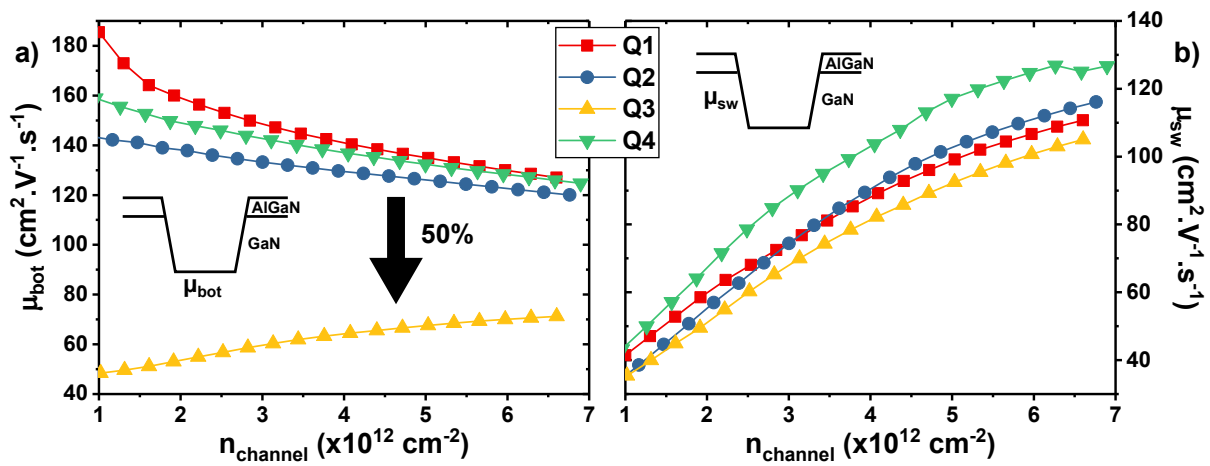 a)
μbot (cm².V⁻¹.s⁻¹)
180
160
140
120
100
80
60
40
1 2 3 4 5 6 7
nchannel (x10¹² cm⁻²)
AlGaN
GaN
μbot
50%
Q1
Q2
Q3
Q4
b)
AlGaN
μsw
GaN
140
120
100
80
60
40
μsw (cm².V⁻¹.s⁻¹)
1 2 3 4 5 6 7
nchannel (x10¹² cm⁻²)